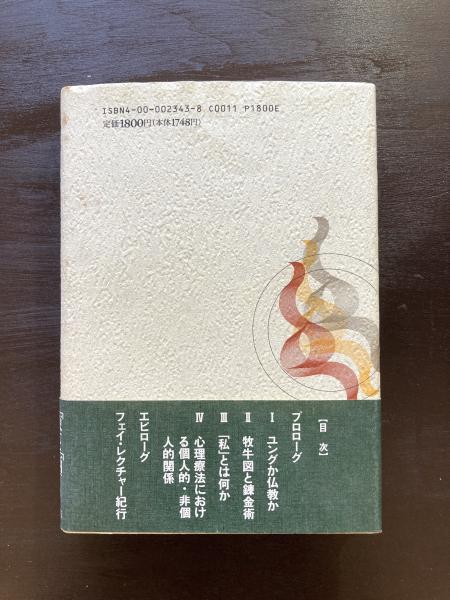 ISBN4-00-002343-8 C0011 P1800E
定価1800円(本体1748円)
[目次]
プロローグ
Ⅰ ユングか仏教か
Ⅱ 牧牛図と錬金術
Ⅲ 「私」とは何か
Ⅳ 心理療法におけ
る個人的・非個
人的関係
エピローグ
フェイ・レクチャー紀行